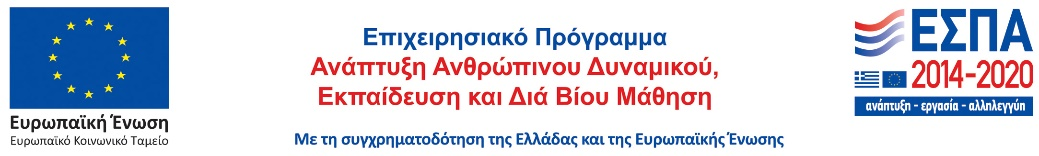 Ευρωπαϊκή Ένωση
Ευρωπαϊκό Κοινωνικό Ταμείο
Επιχειρησιακό Πρόγραμμα
Ανάπτυξη Ανθρώπινου Δυναμικού,
Εκπαίδευση και Διά Βίου Μάθηση
Με τη συγχρηματοδότηση της Ελλάδας και της Ευρωπαϊκής Ένωσης
ΕΣΠΑ
2014-2020
ανάπτυξη - εργασία - αλληλεγγύη